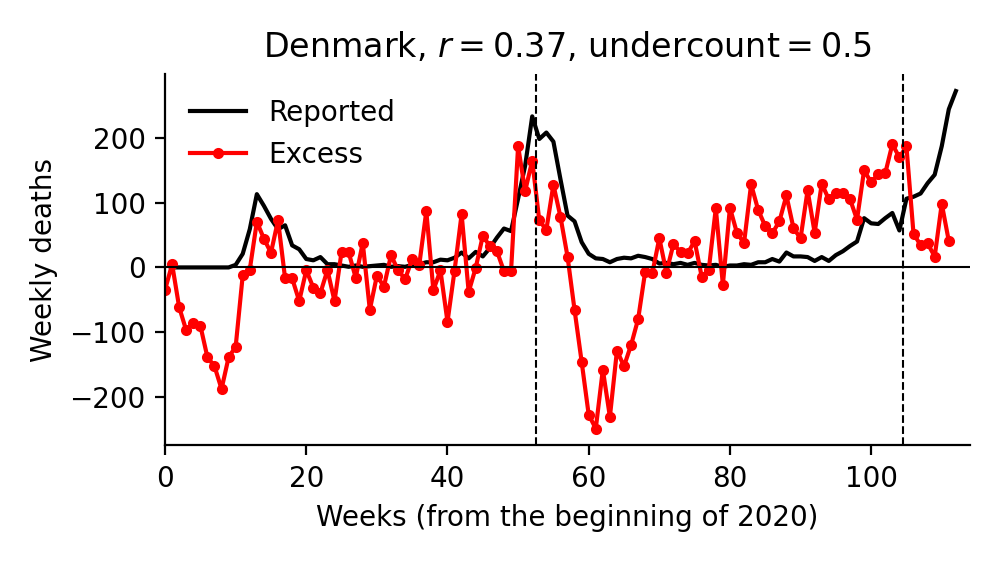 Denmark, r = 0.37, undercount = 0.5
Reported
Excess
Weekly deaths
200
100
0
−100
−200
0 20 40 60 80 100
Weeks (from the beginning of 2020)